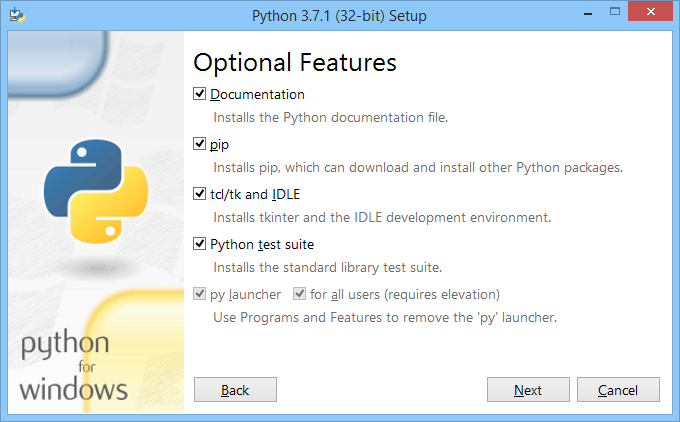 Python 3.7.1 (32-bit) Setup
Optional Features
Documentation
Installs the Python documentation file.
pip
Installs pip, which can download and install other Python packages.
tcl/tk and IDLE
Installs tkinter and the IDLE development environment.
Python test suite
Installs the standard library test suite.
py launcher for all users (requires elevation)
Use Programs and Features to remove the 'py' launcher.
python
for
windows
Back Next Cancel